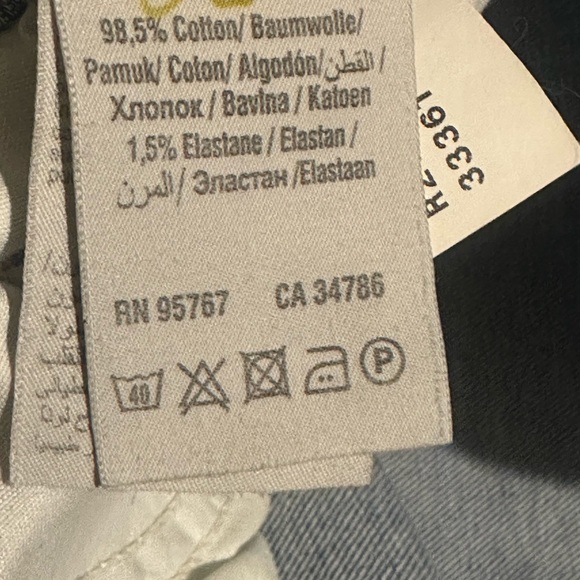 98,5% Cotton/ Baumwolle/
Pamuk/ Coton/ Algodón/القطن/
Хлопок / Bavlna / Katoen
1,5% Elastane / Elastan /
المرن/ Эластан /Elastaan
RN 95767 CA 34786
40 P
33361